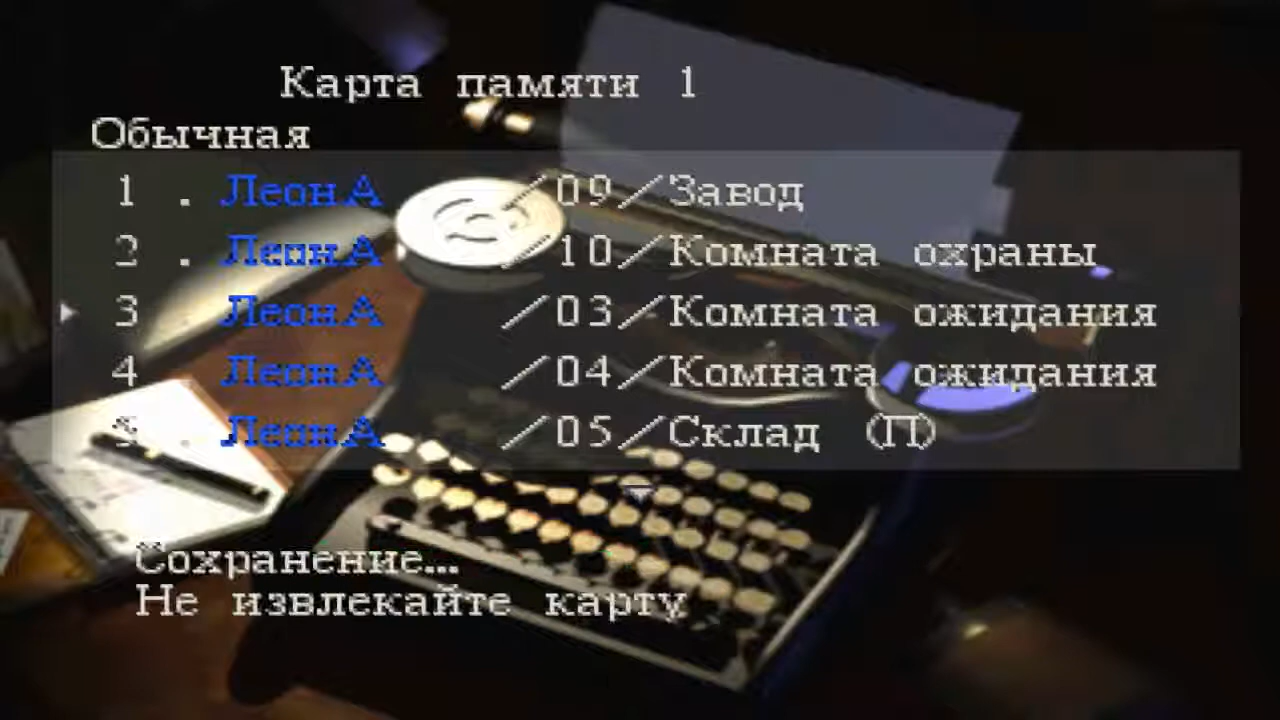 Карта памяти 1
Обычная
1 . ЛеонА /09/Завод
2 . ЛеонА /10/Комната охраны
3 ЛеонА /03/Комната ожидания
4 ЛеонА /04/Комната ожидания
5 . ЛеонА /05/Склад (П)
Сохранение...
Не извлекайте карту